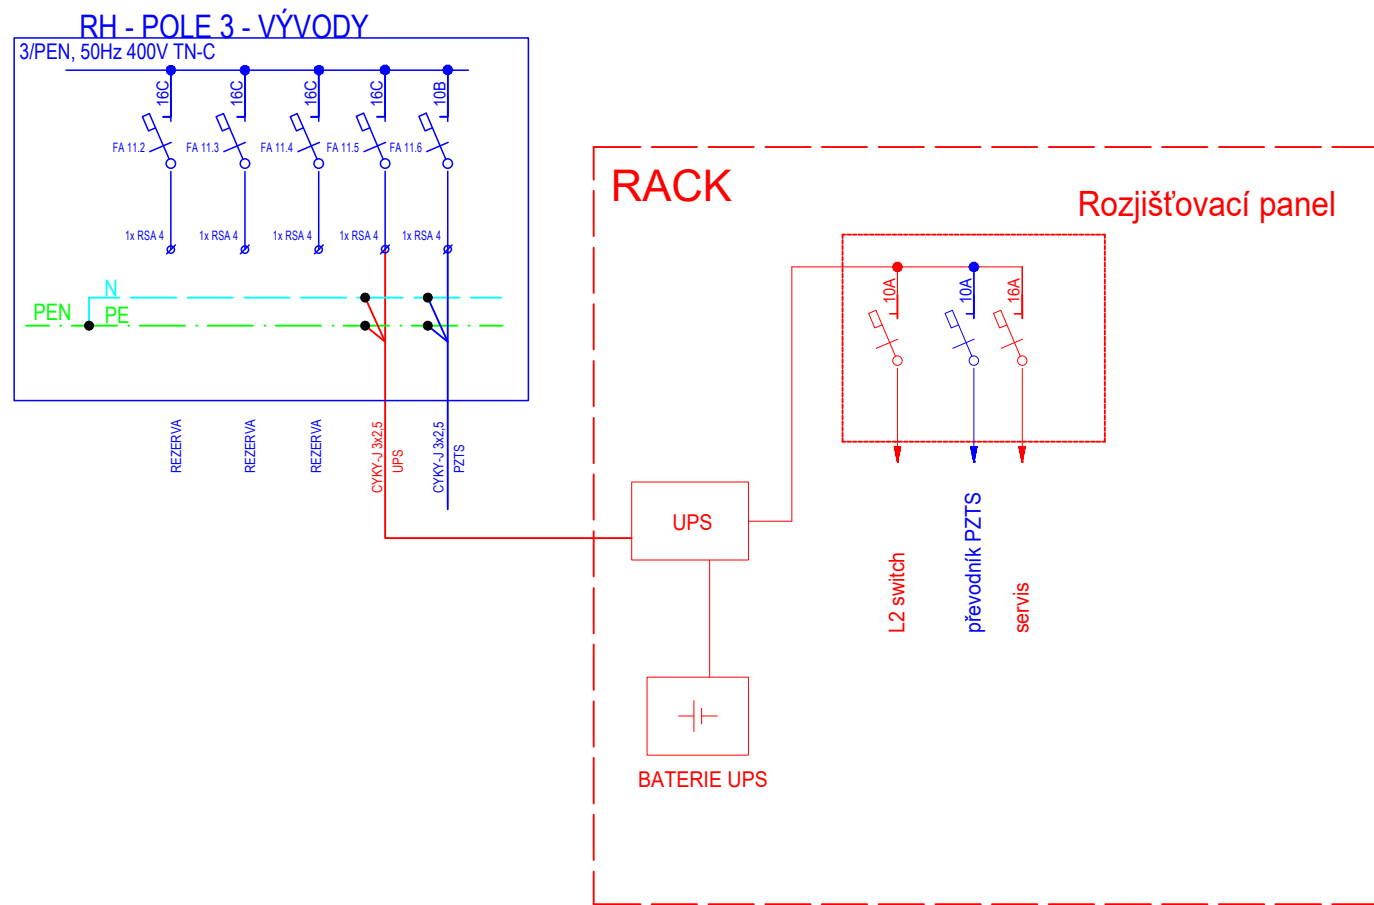 RH - POLE 3 - VÝVODY
3/PEN, 50Hz 400V TN-C
16C
16C
16C
16C
10B
FA 11.2
FA 11.3
FA 11.4
FA 11.5
FA 11.6
1x RSA 4
1x RSA 4
1x RSA 4
1x RSA 4
1x RSA 4
N
PEN
PE
REZERVA
REZERVA
REZERVA
CYKY-J 3x2,5
UPS
CYKY-J 3x2,5
PZTS
RACK
Rozjišťovací panel
10A
10A
16A
L2 switch
převodník PZTS
servis
UPS
BATERIE UPS